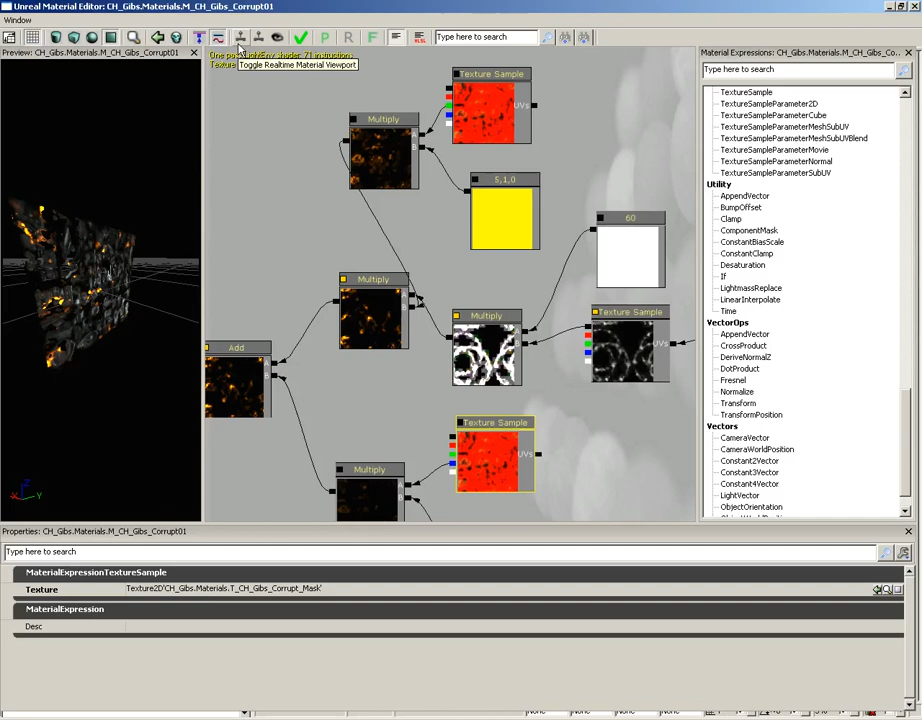 Unreal Material Editor: CH_Gibs.Materials.M_CH_Gibs_Corrupt01
Window
P R F HLSL Type here to search
Preview: CH_Gibs.Materials.M_CH_Gibs_Corrupt01
Texture
Toggle Realtime Material Viewport
Texture Sample
UVs
Multiply
A
B
5,1,0
60
Multiply
A
B
Multiply
A
B
Texture Sample
UVs
Add
A
B
Texture Sample
UVs
Multiply
A
B
X Z Y
Material Expressions: CH_Gibs.Materials.M_CH_Gibs_Co...
Type here to search
TextureSample
TextureSampleParameter2D
TextureSampleParameterCube
TextureSampleParameterMeshSubUV
TextureSampleParameterMeshSubUVBlend
TextureSampleParameterMovie
TextureSampleParameterNormal
TextureSampleParameterSubUV
Utility
AppendVector
BumpOffset
Clamp
ComponentMask
ConstantBiasScale
ConstantClamp
Desaturation
If
LightmassReplace
LinearInterpolate
Time
VectorOps
AppendVector
CrossProduct
DeriveNormalZ
DotProduct
Fresnel
Normalize
Transform
TransformPosition
Vectors
CameraVector
CameraWorldPosition
Constant2Vector
Constant3Vector
Constant4Vector
LightVector
ObjectOrientation
Properties: CH_Gibs.Materials.M_CH_Gibs_Corrupt01
Type here to search
MaterialExpressionTextureSample
Texture Texture2D'CH_Gibs.Materials.T_CH_Gibs_Corrupt_Mask'
MaterialExpression
Desc